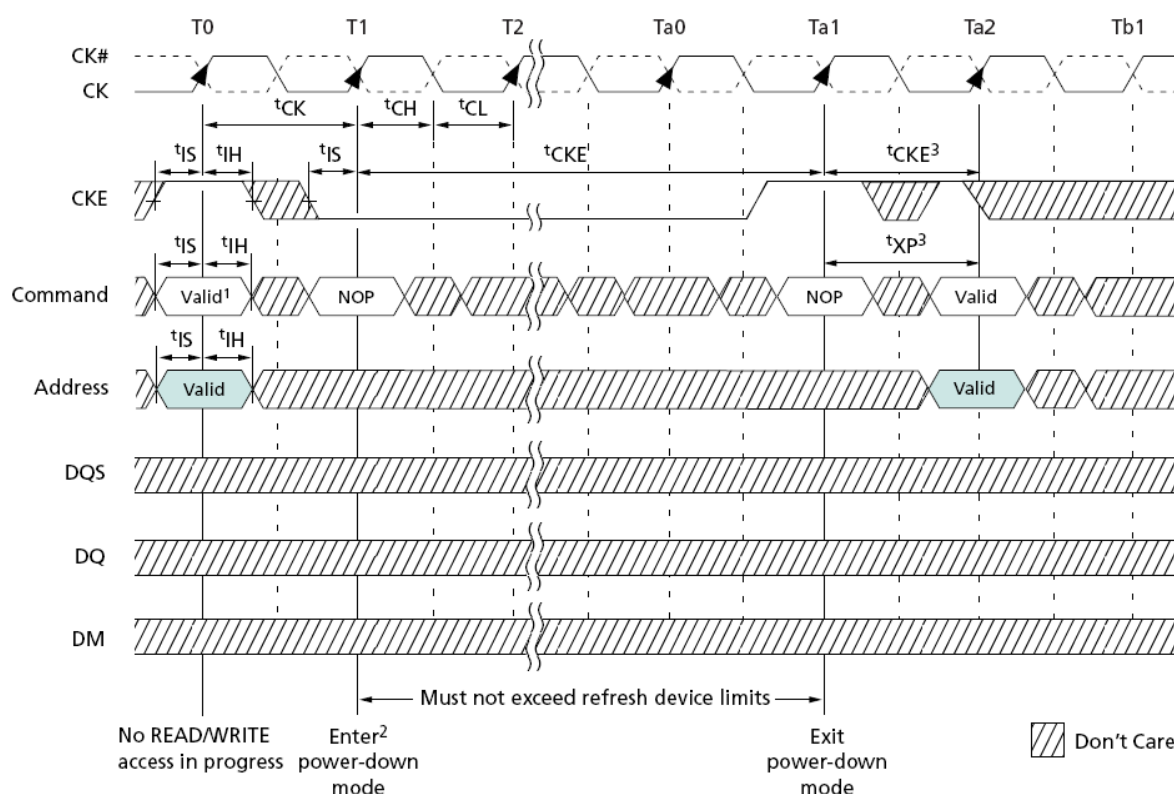 T0 T1 T2 Ta0 Ta1 Ta2 Tb1
CK#
CK
tCK tCH tCL
tIS tIH tIS tCKE tCKE3
CKE
tIS tIH tXP3
Command Valid1 NOP NOP Valid
tIS tIH
Address Valid Valid
DQS
DQ
DM
Must not exceed refresh device limits
No READ/WRITE
access in progress
Enter2
power-down
mode
Exit
power-down
mode
Don't Care